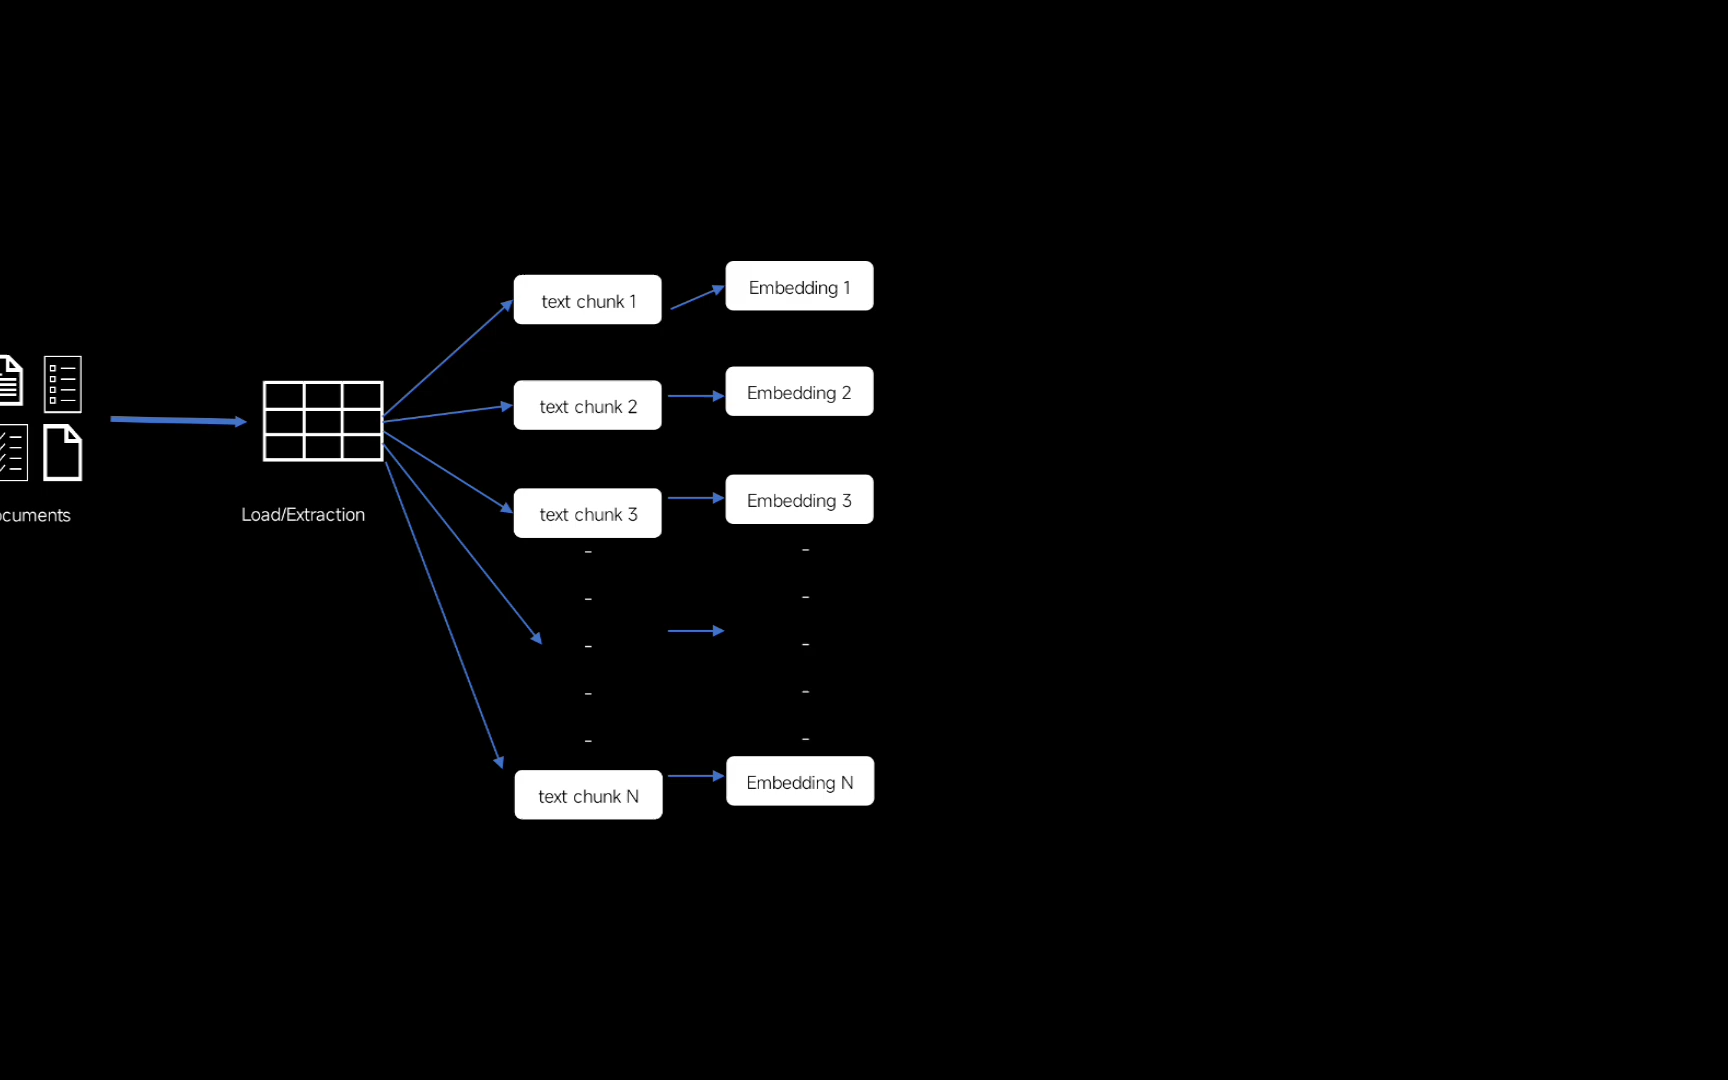 ocuments
Load/Extraction
text chunk 1
text chunk 2
text chunk 3
-
-
-
-
-
text chunk N
Embedding 1
Embedding 2
Embedding 3
-
-
-
-
-
Embedding N